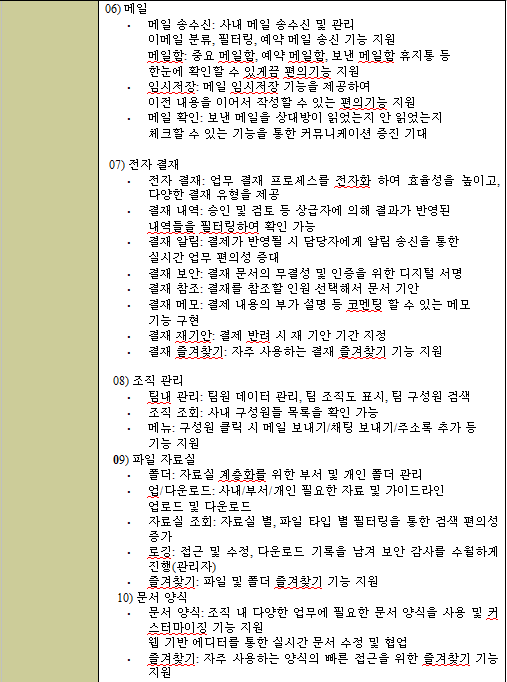 06) 메일
• 메일 송수신: 사내 메일 송수신 및 관리
이메일 분류, 필터링, 예약 메일 송신 기능 지원
메일함: 중요 메일함, 예약 메일함, 보낸 메일함 휴지통 등
한눈에 확인할 수 있게끔 편의기능 지원
• 임시저장: 메일 임시저장 기능을 제공하여
이전 내용을 이어서 작성할 수 있는 편의기능 지원
• 메일 확인: 보낸 메일을 상대방이 읽었는지 안 읽었는지
체크할 수 있는 기능을 통한 커뮤니케이션 증진 기대
07) 전자 결재
• 전자 결재: 업무 결재 프로세스를 전자화 하여 효율성을 높이고,
다양한 결재 유형을 제공
• 결재 내역: 승인 및 검토 등 상급자에 의해 결과가 반영된
내역들을 필터링하여 확인 가능
• 결재 알림: 결제가 반영될 시 담당자에게 알림 송신을 통한
실시간 업무 편의성 증대
• 결재 보안: 결재 문서의 무결성 및 인증을 위한 디지털 서명
• 결재 참조: 결재를 참조할 인원 선택해서 문서 기안
• 결재 메모: 결제 내용의 부가 설명 등 코멘팅 할 수 있는 메모
기능 구현
• 결재 재기안: 결제 반려 시 재 기안 기간 지정
• 결재 즐겨찾기: 자주 사용하는 결재 즐겨찾기 기능 지원
08) 조직 관리
• 팀내 관리: 팀원 데이터 관리, 팀 조직도 표시, 팀 구성원 검색
• 조직 조회: 사내 구성원들 목록을 확인 가능
• 메뉴: 구성원 클릭 시 메일 보내기/채팅 보내기/주소록 추가 등
기능 지원
09) 파일 자료실
• 폴더: 자료실 계층화를 위한 부서 및 개인 폴더 관리
• 업/다운로드: 사내/부서/개인 필요한 자료 및 가이드라인
업로드 및 다운로드
• 자료실 조회: 자료실 별, 파일 타입 별 필터링을 통한 검색 편의성
증가
• 로깅: 접근 및 수정, 다운로드 기록을 남겨 보안 감사를 수월하게
진행(관리자)
• 즐겨찾기: 파일 및 폴더 즐겨찾기 기능 지원
10) 문서 양식
• 문서 양식: 조직 내 다양한 업무에 필요한 문서 양식을 사용 및 커
스터마이징 기능 지원
웹 기반 에디터를 통한 실시간 문서 수정 및 협업
• 즐겨찾기: 자주 사용하는 양식의 빠른 접근을 위한 즐겨찾기 기능
지원